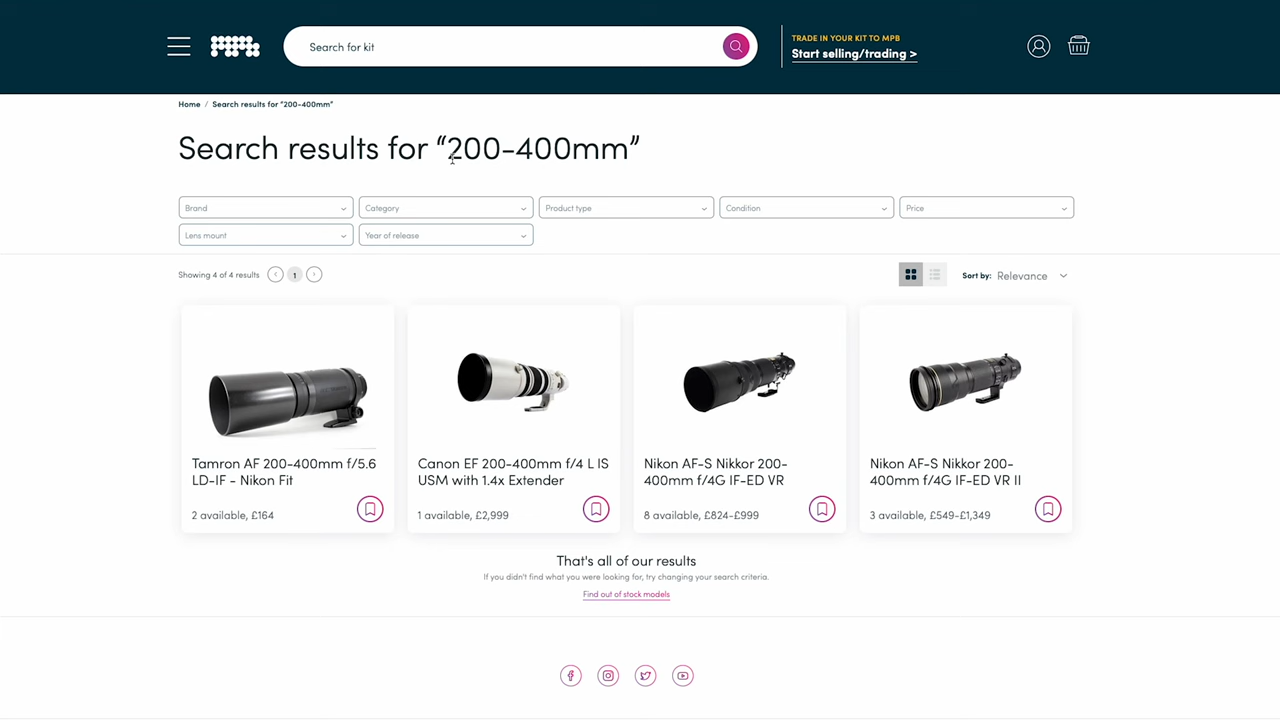 mpb
Search for kit
TRADE IN YOUR KIT TO MPB
Start selling/trading >
Home / Search results for “200-400mm”
Search results for “200-400mm”
Brand
Category
Product type
Condition
Price
Lens mount
Year of release
Showing 4 of 4 results
1
Sort by: Relevance
Tamron AF 200-400mm f/5.6
LD-IF - Nikon Fit
2 available, £164
Canon EF 200-400mm f/4 L IS
USM with 1.4x Extender
1 available, £2,999
Nikon AF-S Nikkor 200-
400mm f/4G IF-ED VR
8 available, £824-£999
Nikon AF-S Nikkor 200-
400mm f/4G IF-ED VR II
3 available, £549-£1,349
That's all of our results
If you didn't find what you were looking for, try changing your search criteria.
Find out of stock models